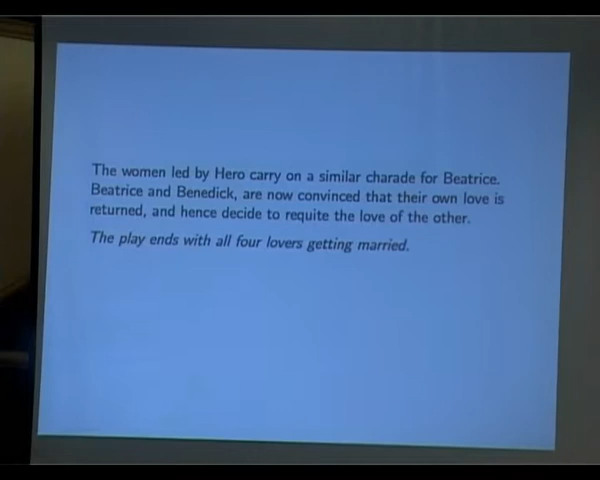 The women led by Hero carry on a similar charade for Beatrice.
Beatrice and Benedick, are now convinced that their own love is
returned, and hence decide to requite the love of the other.
The play ends with all four lovers getting married.